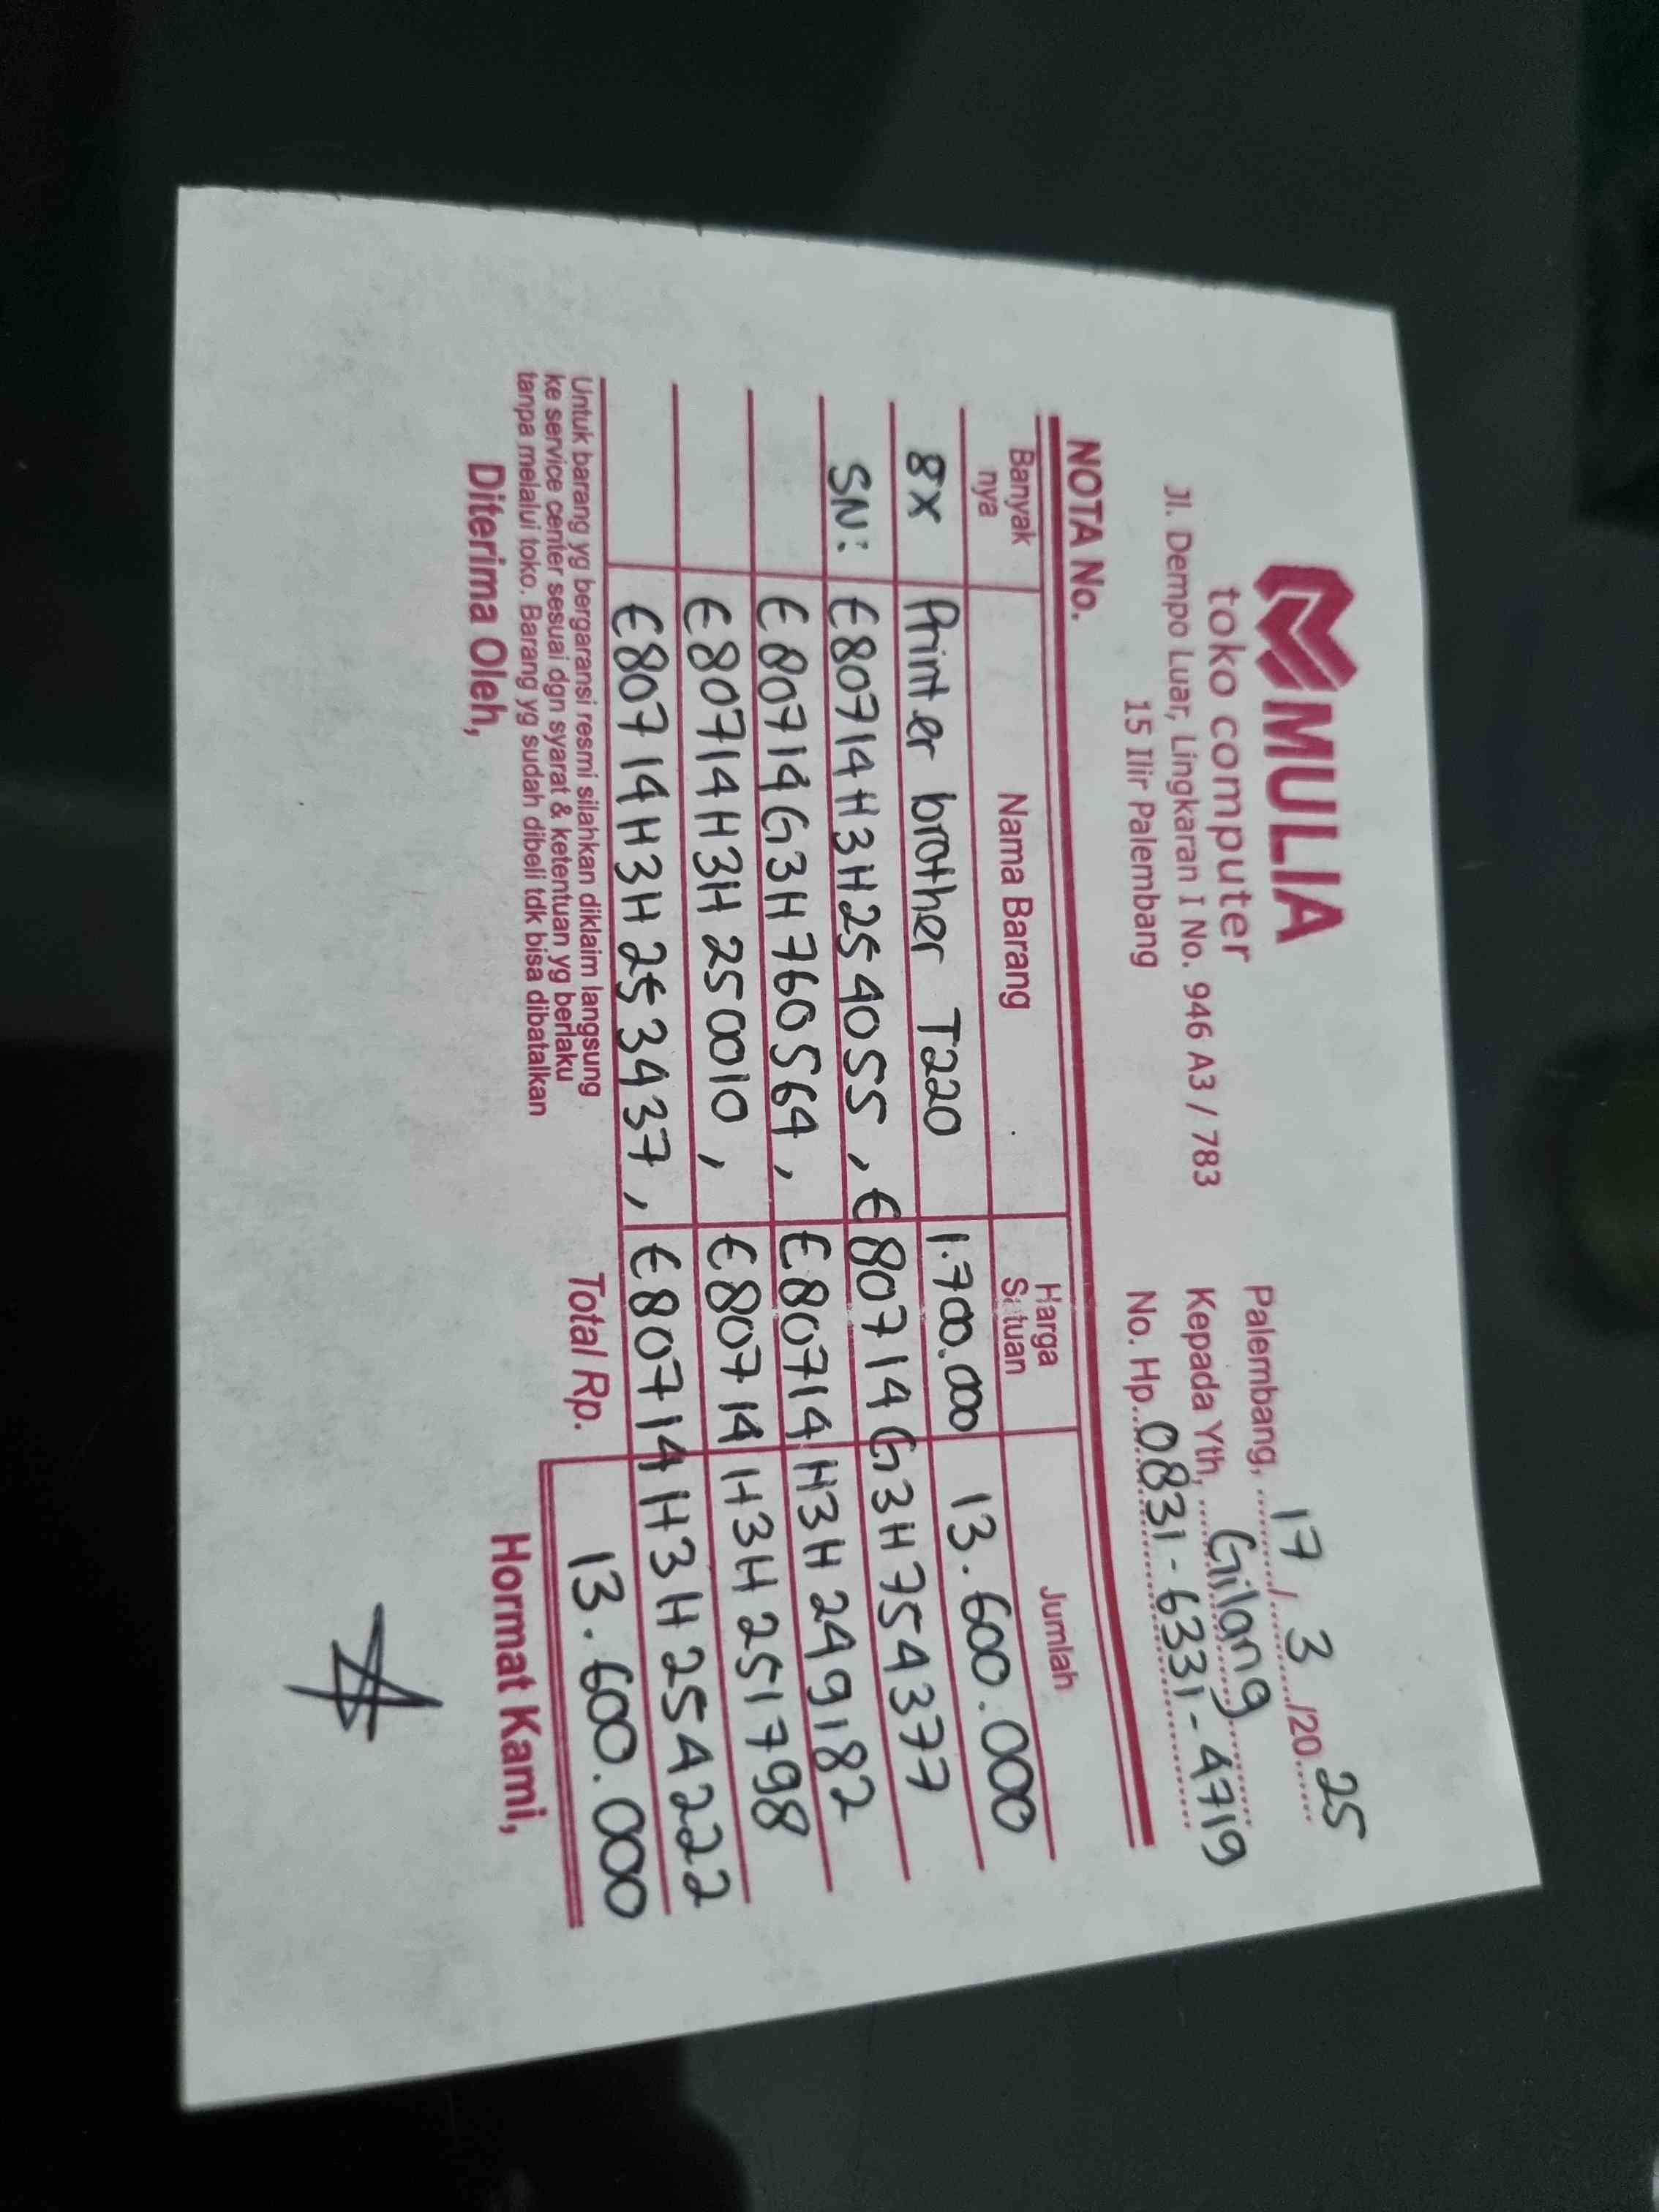 MULIA
toko computer
Jl. Dempo Luar, Lingkaran I No. 946 A3 / 783
15 Ilir Palembang
Palembang, 17 / 3 /20 25
Kepada Yth, Gilang
No. Hp. 0831-6331-4719
NOTA No.
Banyak nya Nama Barang Harga Satuan Jumlah
8x Printer brother T220 1.700.000 13.600.000
SN: E80714H3H254055, E80714G3H754377
E80714G3H760564, E80714H3H249182
E80714H3H250010, E80714H3H251798
E80714H3H253437, E80714H3H254222
Untuk barang yg bergaransi resmi silahkan diklaim langsung
ke service center sesuai dgn syarat & ketentuan yg berlaku
tanpa melalui toko. Barang yg sudah dibeli tdk bisa dibatalkan
Total Rp. 13.600.000
Diterima Oleh, Hormat Kami,